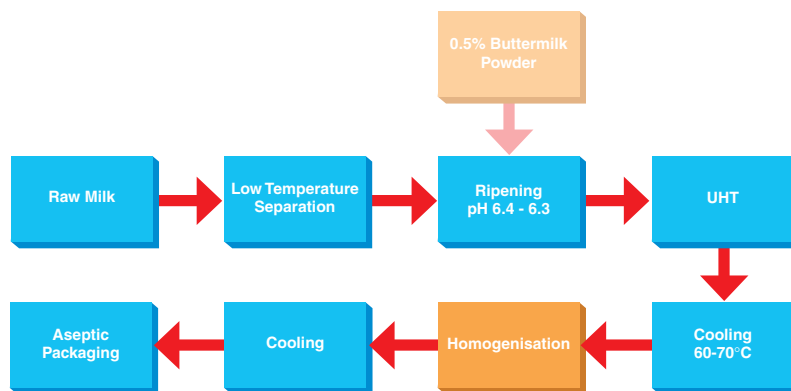 0.5% Buttermilk
Powder
Raw Milk
Low Temperature
Separation
Ripening
pH 6.4 - 6.3
UHT
Aseptic
Packaging
Cooling
Homogenisation
Cooling
60-70°C